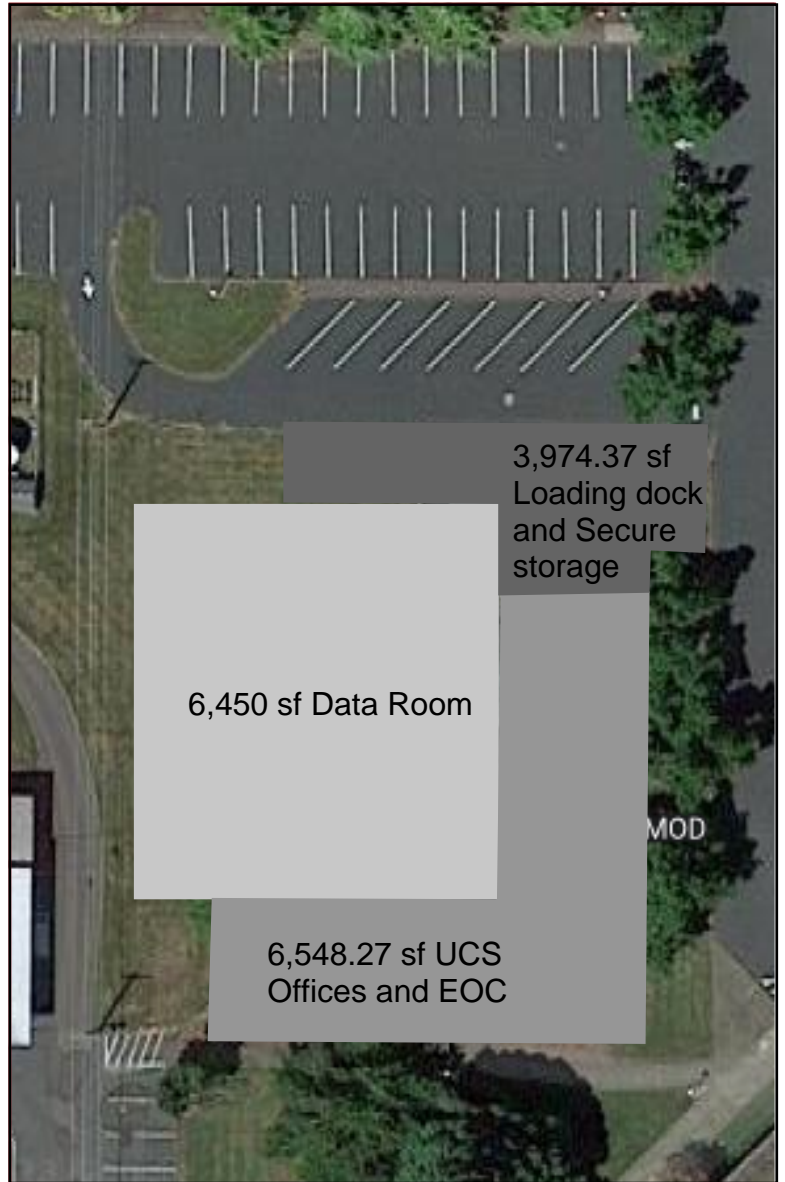 3,974.37 sf
Loading dock
and Secure
storage
6,450 sf Data Room
MOD
6,548.27 sf UCS
Offices and EOC